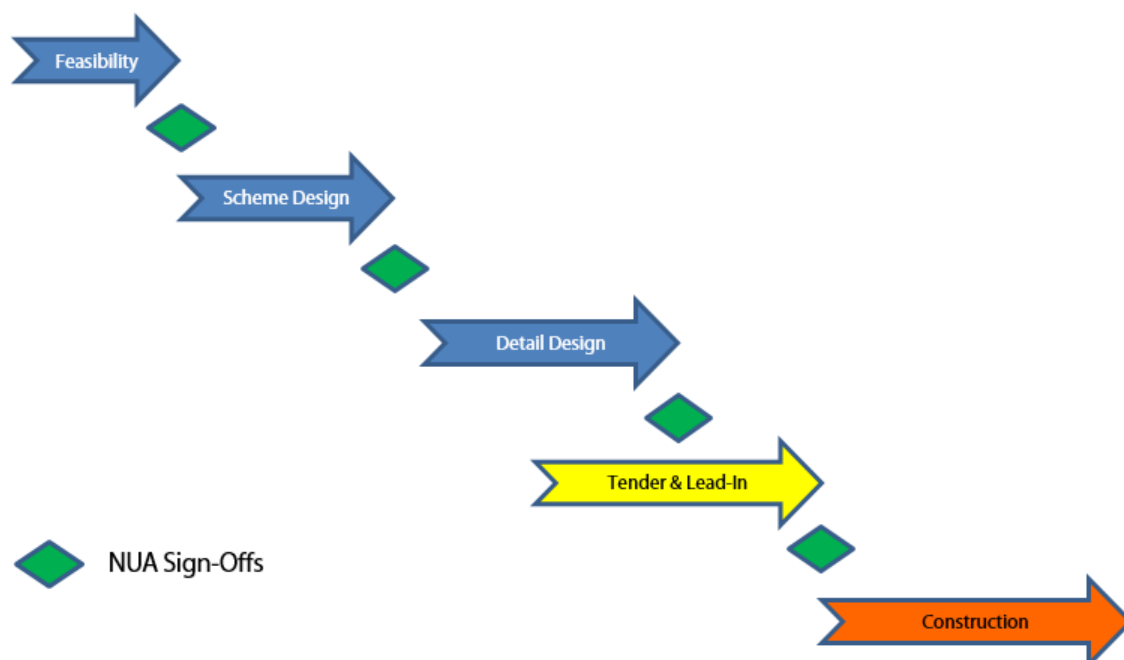 Feasibility
Scheme Design
Detail Design
Tender & Lead-In
NUA Sign-Offs
Construction